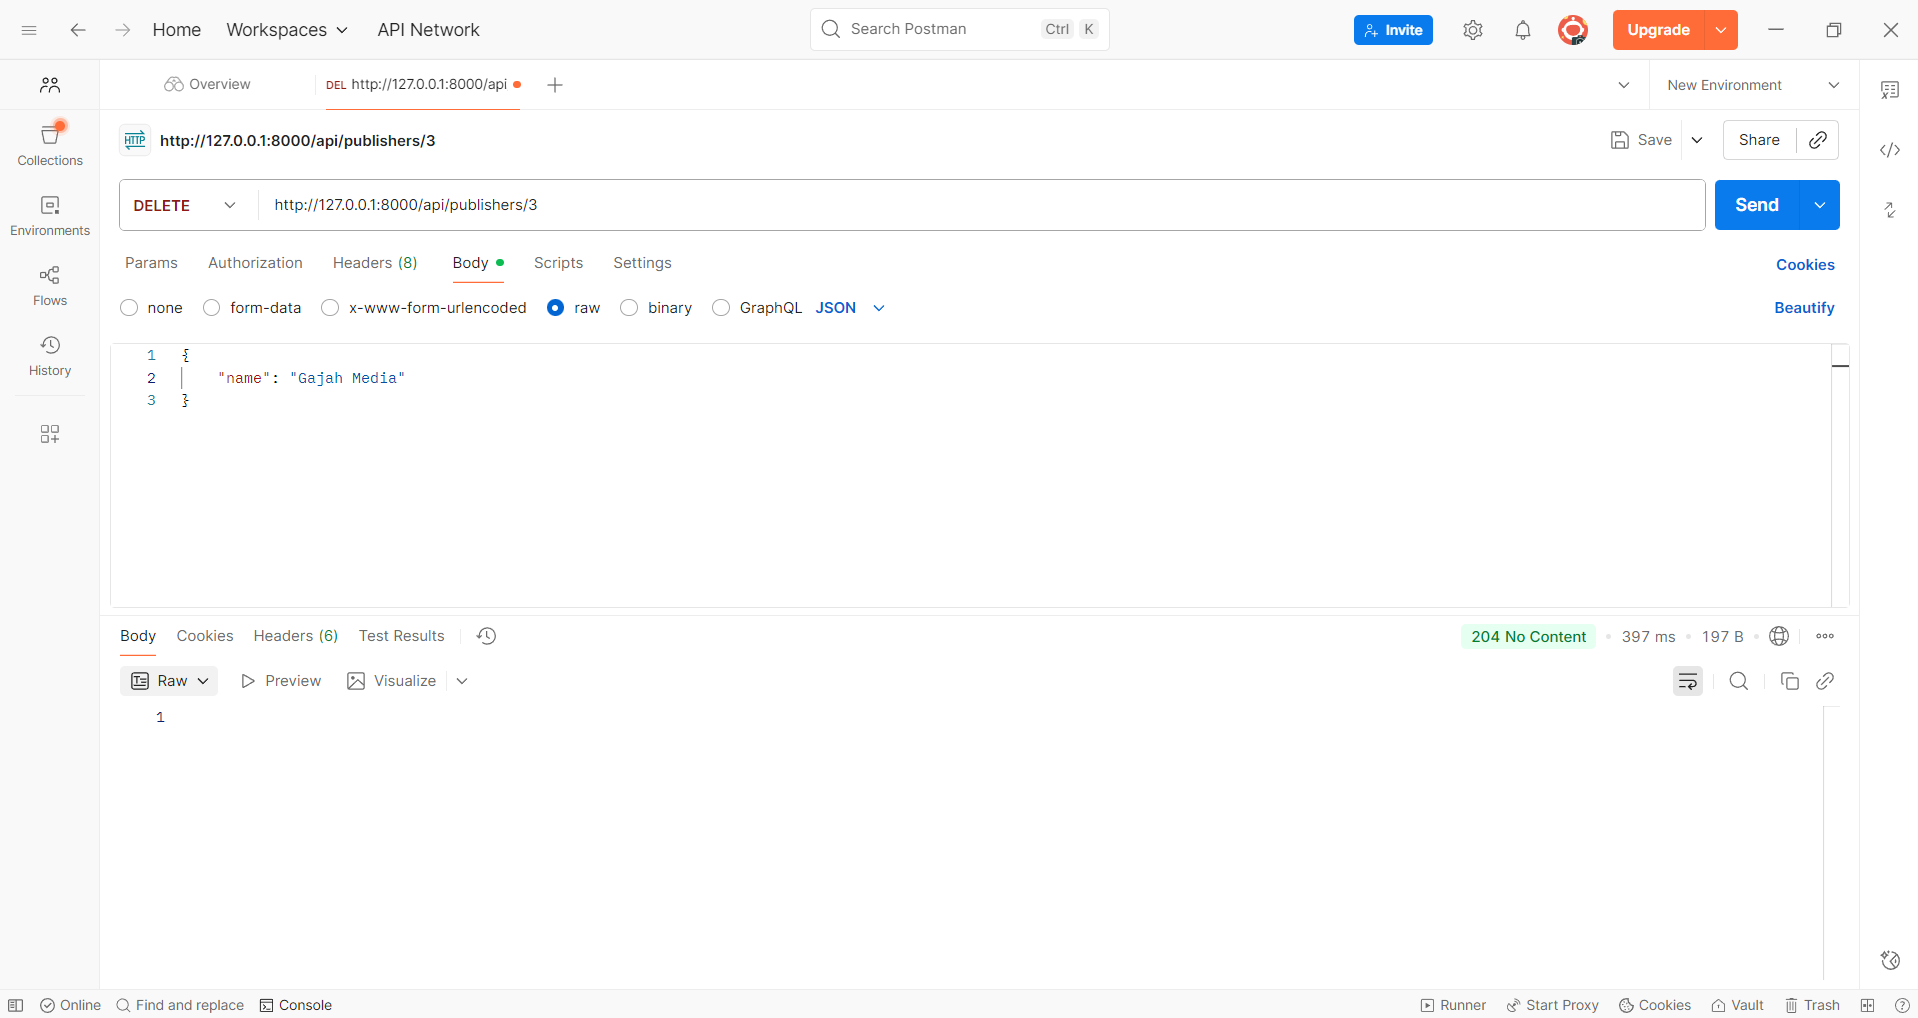 Home Workspaces API Network Search Postman Ctrl K Invite Upgrade
Overview DEL http://127.0.0.1:8000/api New Environment
HTTP http://127.0.0.1:8000/api/publishers/3 Save Share
Collections
DELETE http://127.0.0.1:8000/api/publishers/3 Send
Environments
Params Authorization Headers (8) Body Scripts Settings Cookies
Flows
none form-data x-www-form-urlencoded raw binary GraphQL JSON Beautify
History
1 {
2 "name": "Gajah Media"
3 }
Body Cookies Headers (6) Test Results 204 No Content 397 ms 197 B
Raw Preview Visualize
1
Online Find and replace Console Runner Start Proxy Cookies Vault Trash